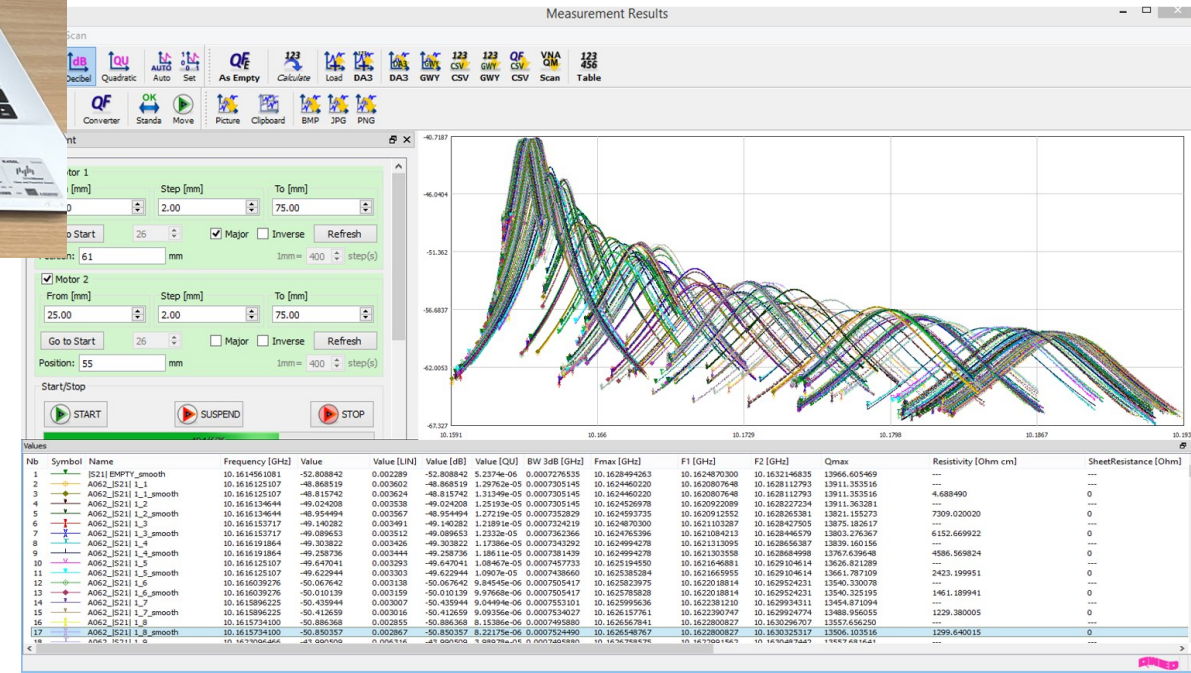 Measurement Results
Scan
Decibel Quadratic Auto Set As Empty Calculate Load DA3 DA3 GWY CSV GWY CSV Scan Table
Converter Standa Move Picture Clipboard BMP JPG PNG
Step [mm] To [mm]
2.00 75.00
26 Major Inverse Refresh
61 mm 1mm= 400 step(s)
Motor 2
From [mm] Step [mm] To [mm]
25.00 2.00 75.00
Go to Start 26 Major Inverse Refresh
Position: 55 mm 1mm= 400 step(s)
Start/Stop
START SUSPEND STOP
-40.7187
-46.0404
-51.362
-56.6837
-62.0053
-67.327
10.1591 10.166 10.1729 10.1798 10.1867 10.193
Values
Nb Symbol Name Frequency [GHz] Value Value [LIN] Value [dB] Value [QU] BW 3dB [GHz] Fmax [GHz] F1 [GHz] F2 [GHz] Qmax Resistivity [Ohm cm] SheetResistance [Ohm]
1 |S21| EMPTY_smooth 10.1614561081 -52.808842 0.002289 -52.808842 5.2374e-06 0.0007276535 10.1628494263 10.1624870300 10.1632146835 13966.605469 --- ---
2 A062_|S21| 1_1 10.1616125107 -48.868519 0.003602 -48.868519 1.29762e-05 0.0007305145 10.1624460220 10.1620807648 10.1628112793 13911.353516 --- ---
3 A062_|S21| 1_1_smooth 10.1616125107 -48.815742 0.003624 -48.815742 1.31349e-05 0.0007305145 10.1624460220 10.1620807648 10.1628112793 13911.353516 4.688490 0
4 A062_|S21| 1_2 10.1616134644 -49.024208 0.003538 -49.024208 1.25193e-05 0.0007305145 10.1624526978 10.1620922089 10.1628227234 13911.363281 --- ---
5 A062_|S21| 1_2_smooth 10.1616134644 -48.954494 0.003567 -48.954494 1.27219e-05 0.0007352829 10.1624593735 10.1620912552 10.1628265381 13821.155273 7309.020020 0
6 A062_|S21| 1_3 10.1616153717 -49.140282 0.003491 -49.140282 1.21891e-05 0.0007324219 10.1624870300 10.1621103287 10.1628427505 13875.182617 --- ---
7 A062_|S21| 1_3_smooth 10.1616153717 -49.089653 0.003512 -49.089653 1.2332e-05 0.0007362366 10.1624765396 10.1621084213 10.1628446579 13803.276367 6152.669922 0
8 A062_|S21| 1_4 10.1616191864 -49.303822 0.003426 -49.303822 1.17386e-05 0.0007343292 10.1624994278 10.1621313095 10.1628656387 13839.160156 --- ---
9 A062_|S21| 1_4_smooth 10.1616191864 -49.258736 0.003444 -49.258736 1.18611e-05 0.0007381439 10.1624994278 10.1621303558 10.1628684998 13767.639648 4586.569824 0
10 A062_|S21| 1_5 10.1616125107 -49.647041 0.003293 -49.647041 1.08467e-05 0.0007457733 10.1625194550 10.1621646881 10.1629104614 13626.821289 --- ---
11 A062_|S21| 1_5_smooth 10.1616125107 -49.622944 0.003303 -49.622944 1.0907e-05 0.0007438660 10.1625385284 10.1621665955 10.1629104614 13661.787109 2423.199951 0
12 A062_|S21| 1_6 10.1616039276 -50.067642 0.003138 -50.067642 9.84545e-06 0.0007505417 10.1625823975 10.1622018814 10.1629524231 13540.330078 --- ---
13 A062_|S21| 1_6_smooth 10.1616039276 -50.010139 0.003159 -50.010139 9.97668e-06 0.0007505417 10.1625785828 10.1622018814 10.1629524231 13540.325195 1461.189941 0
14 A062_|S21| 1_7 10.1615896225 -50.435944 0.003007 -50.435944 9.04494e-06 0.0007553101 10.1625995636 10.1622381210 10.1629934311 13454.871094 --- ---
15 A062_|S21| 1_7_smooth 10.1615896225 -50.412659 0.003016 -50.412659 9.09356e-06 0.0007534027 10.1626157761 10.1622390747 10.1629924774 13488.956055 1229.380005 0
16 A062_|S21| 1_8 10.1615734100 -50.886368 0.002855 -50.886368 8.15386e-06 0.0007495880 10.1626567841 10.1622800827 10.1630296707 13557.656250 --- ---
17 A062_|S21| 1_8_smooth 10.1615734100 -50.850357 0.002867 -50.850357 8.22175e-06 0.0007524490 10.1626548767 10.1622800827 10.1630325317 13506.103516 1299.640015 0
QWED